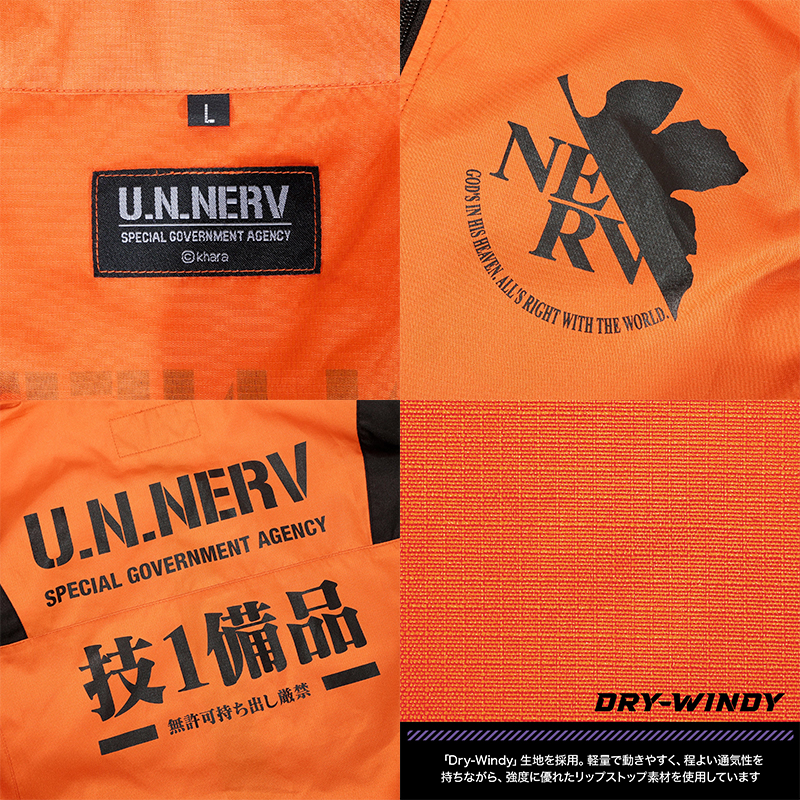 L
U.N.NERV
SPECIAL GOVERNMENT AGENCY
©khara
NE
RV
GOD'S IN HIS HEAVEN. ALL'S RIGHT WITH THE WORLD.
U.N.NERV
SPECIAL GOVERNMENT AGENCY
技1備品
無許可持ち出し厳禁
DRY-WINDY
「Dry-Windy」生地を採用。軽量で動きやすく、程よい通気性を
持ちながら、強度に優れたリップストップ素材を使用しています